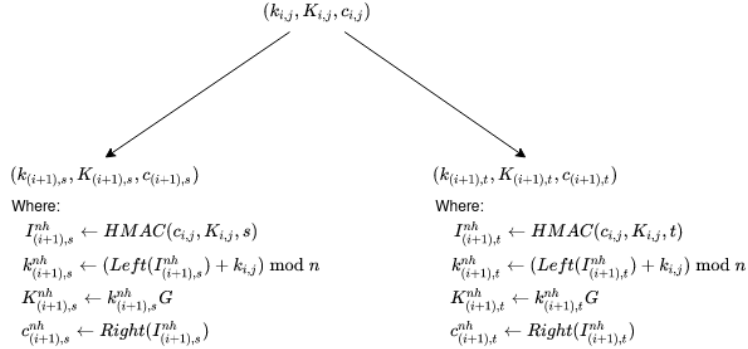 (k_{i,j}, K_{i,j}, c_{i,j})
(k_{(i+1),s}, K_{(i+1),s}, c_{(i+1),s})
Where:
I^{nh}_{(i+1),s} ← HMAC(c_{i,j}, K_{i,j}, s)
k^{nh}_{(i+1),s} ← (Left(I^{nh}_{(i+1),s}) + k_{i,j}) mod n
K^{nh}_{(i+1),s} ← k^{nh}_{(i+1),s}G
c^{nh}_{(i+1),s} ← Right(I^{nh}_{(i+1),s})
(k_{(i+1),t}, K_{(i+1),t}, c_{(i+1),t})
Where:
I^{nh}_{(i+1),t} ← HMAC(c_{i,j}, K_{i,j}, t)
k^{nh}_{(i+1),t} ← (Left(I^{nh}_{(i+1),t}) + k_{i,j}) mod n
K^{nh}_{(i+1),t} ← k^{nh}_{(i+1),t}G
c^{nh}_{(i+1),t} ← Right(I^{nh}_{(i+1),t})